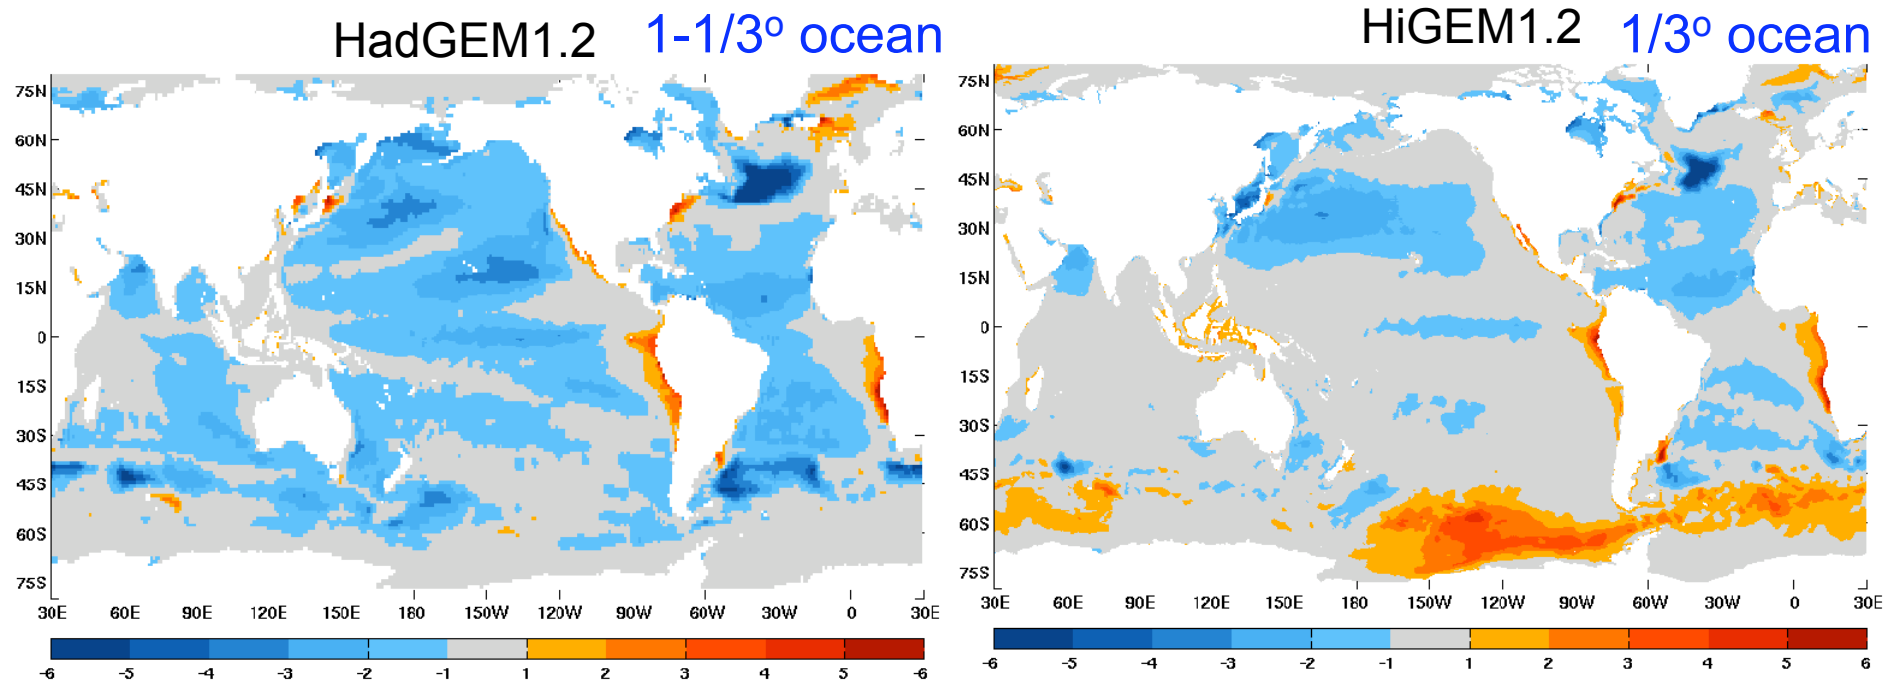 HadGEM1.2 1-1/3º ocean
HiGEM1.2 1/3º ocean
75N
60N
45N
30N
15N
0
15S
30S
45S
60S
75S
30E 60E 90E 120E 150E 180 150W 120W 90W 60W 30W 0 30E
-6 -5 -4 -3 -2 -1 1 2 3 4 5 -6
75N
60N
45N
30N
15N
0
15S
30S
45S
60S
75S
30E 60E 90E 120E 150E 180 150W 120W 90W 60W 30W 0 30E
-6 -5 -4 -3 -2 -1 1 2 3 4 5 6